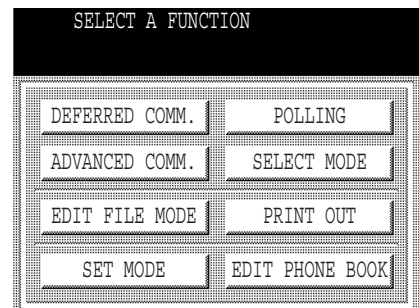 SELECT A FUNCTION
DEFERRED COMM. POLLING
ADVANCED COMM. SELECT MODE
EDIT FILE MODE PRINT OUT
SET MODE EDIT PHONE BOOK